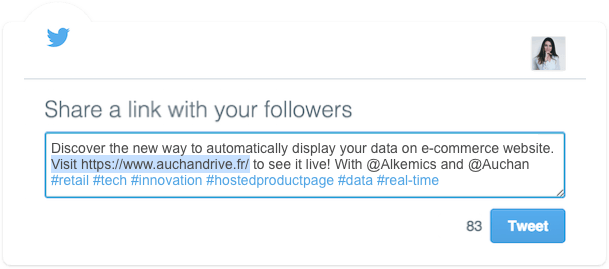 Share a link with your followers
Discover the new way to automatically display your data on e-commerce website.
Visit https://www.auchandrive.fr/ to see it live! With @Alkemics and @Auchan
#retail #tech #innovation #hostedproductpage #data #real-time
83 Tweet